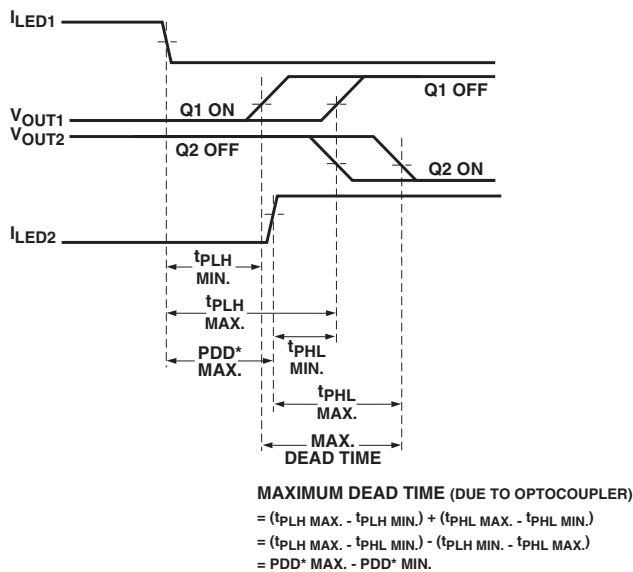 ILED1
Q1 ON
Q1 OFF
VOUT1
VOUT2
Q2 OFF
Q2 ON
ILED2
tPLH
MIN.
tPLH
MAX.
PDD*
MAX.
tPHL
MIN.
tPHL
MAX.
MAX.
DEAD TIME
MAXIMUM DEAD TIME (DUE TO OPTOCOUPLER)
= (tPLH MAX. - tPLH MIN.) + (tPHL MAX. - tPHL MIN.)
= (tPLH MAX. - tPHL MIN.) - (tPLH MIN. - tPHL MAX.)
= PDD* MAX. - PDD* MIN.